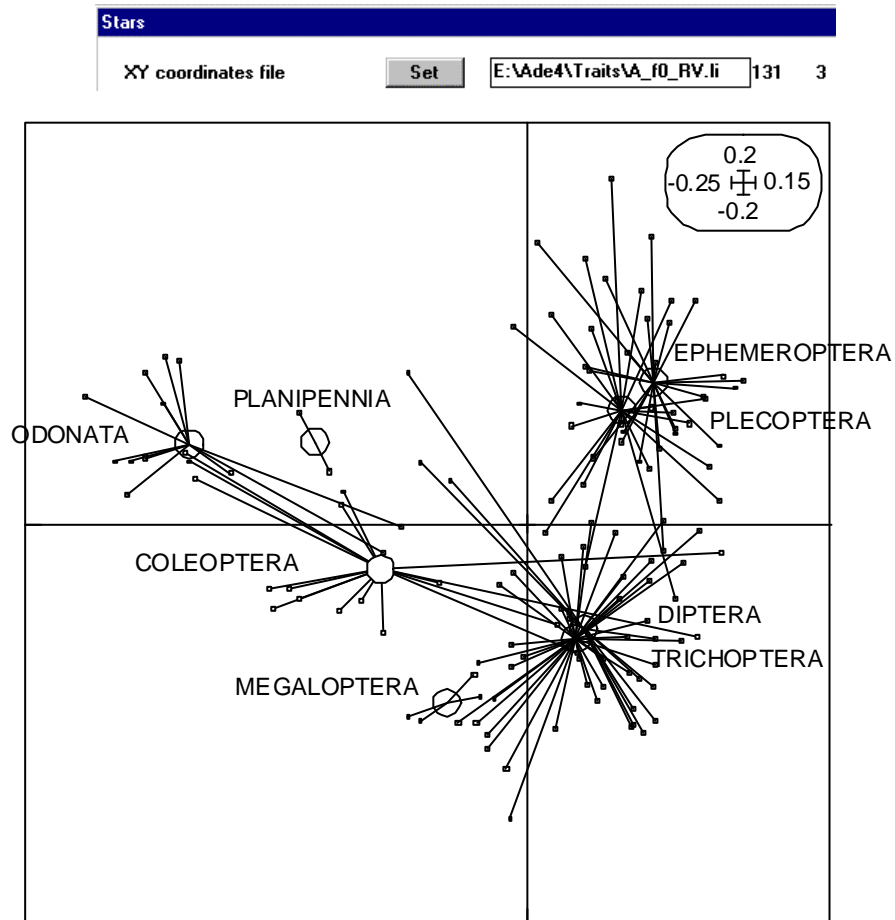 Stars
XY coordinates file Set E:\Ade4\Traits\A_f0_RV.li 131 3
0.2
-0.25 0.15
-0.2
EPHEMEROPTERA
PLANIPENNIA
PLECOPTERA
ODONATA
COLEOPTERA
DIPTERA
TRICHOPTERA
MEGALOPTERA